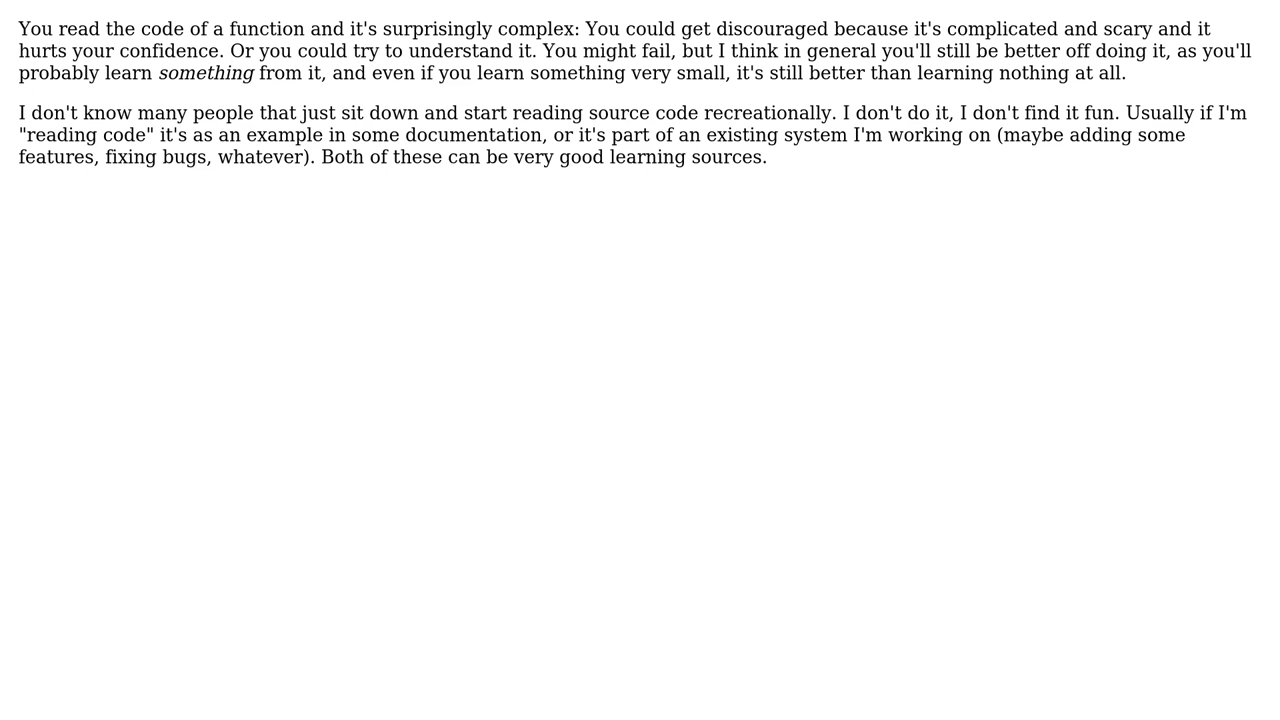 You read the code of a function and it's surprisingly complex: You could get discouraged because it's complicated and scary and it
hurts your confidence. Or you could try to understand it. You might fail, but I think in general you'll still be better off doing it, as you'll
probably learn something from it, and even if you learn something very small, it's still better than learning nothing at all.
I don't know many people that just sit down and start reading source code recreationally. I don't do it, I don't find it fun. Usually if I'm
"reading code" it's as an example in some documentation, or it's part of an existing system I'm working on (maybe adding some
features, fixing bugs, whatever). Both of these can be very good learning sources.